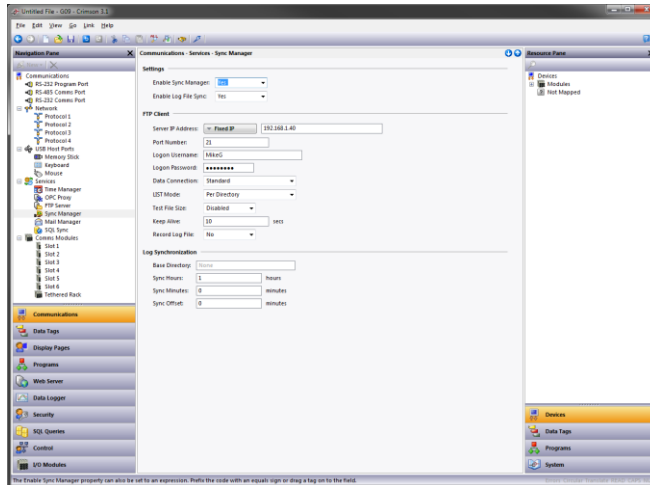 Untitled File - G09 - Crimson 3.1
File Edit View Go Link Help
Navigation Pane
Communications
RS-232 Program Port
RS-485 Comms Port
RS-232 Comms Port
Network
Protocol 1
Protocol 2
Protocol 3
Protocol 4
USB Host Ports
Memory Stick
Keyboard
Mouse
Services
Time Manager
OPC Proxy
FTP Server
Sync Manager
Mail Manager
SQL Sync
Comms Modules
Slot 1
Slot 2
Slot 3
Slot 4
Slot 5
Slot 6
Tethered Rack
Communications
Data Tags
Display Pages
Programs
Web Server
Data Logger
Security
SQL Queries
Control
I/O Modules
Communications - Services - Sync Manager
Settings
Enable Sync Manager: Yes
Enable Log File Sync: Yes
FTP Client
Server IP Address: Fixed IP 192.168.1.40
Port Number: 21
Logon Username: MikeG
Logon Password: ••••••••
Data Connection: Standard
LIST Mode: Per Directory
Test File Size: Disabled
Keep Alive: 10 secs
Record Log File: No
Log Synchronization
Base Directory: None
Sync Hours: 1 hours
Sync Minutes: 0 minutes
Sync Offset: 0 minutes
Resource Pane
Devices
Modules
Not Mapped
Devices
Data Tags
Programs
System
The Enable Sync Manager property can also be set to an expression. Prefix the code with an equals sign or drag a tag on to the field.